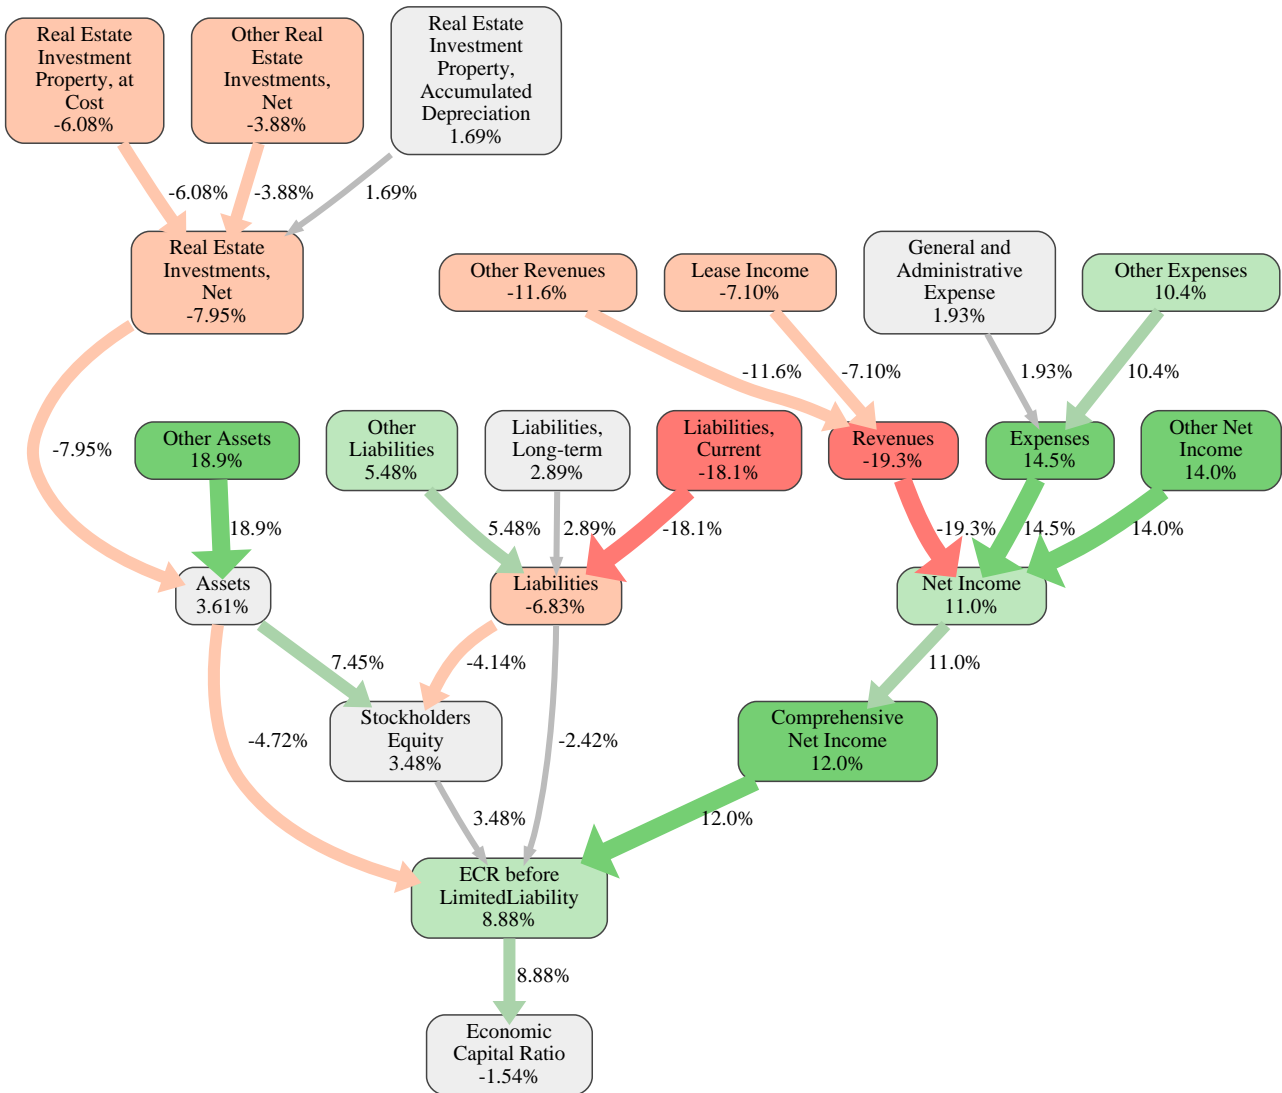 Real Estate
Investment
Property, at
Cost
-6.08%
Other Real
Estate
Investments,
Net
-3.88%
Real Estate
Investment
Property,
Accumulated
Depreciation
1.69%
-6.08%
-3.88%
1.69%
Real Estate
Investments,
Net
-7.95%
Other Revenues
-11.6%
Lease Income
-7.10%
General and
Administrative
Expense
1.93%
Other Expenses
10.4%
-11.6%
-7.10%
1.93%
10.4%
-7.95%
Other Assets
18.9%
Other
Liabilities
5.48%
Liabilities,
Long-term
2.89%
Liabilities,
Current
-18.1%
Revenues
-19.3%
Expenses
14.5%
Other Net
Income
14.0%
18.9%
5.48%
2.89%
-18.1%
-19.3%
14.5%
14.0%
Assets
3.61%
Liabilities
-6.83%
Net Income
11.0%
7.45%
-4.14%
11.0%
-4.72%
Stockholders
Equity
3.48%
-2.42%
Comprehensive
Net Income
12.0%
3.48%
12.0%
ECR before
LimitedLiability
8.88%
8.88%
Economic
Capital Ratio
-1.54%